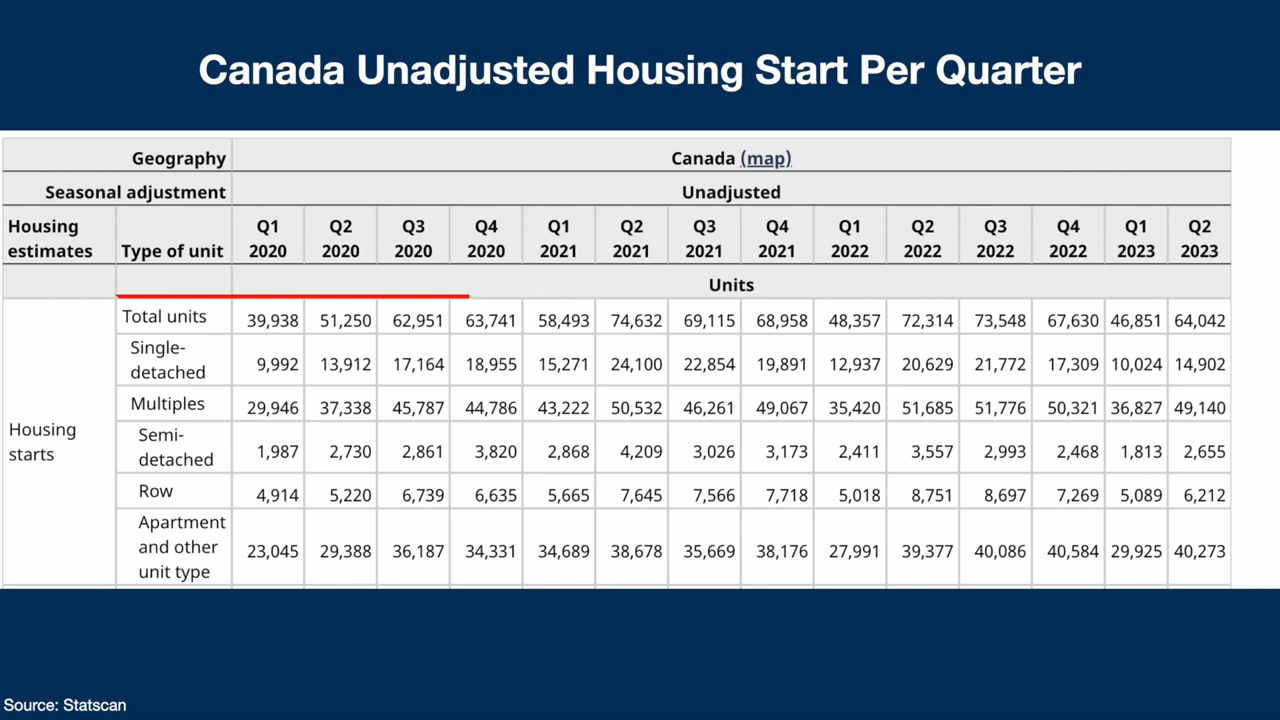 Canada Unadjusted Housing Start Per Quarter
Geography Canada (map)
Seasonal adjustment Unadjusted
Housing estimates Type of unit Q1 2020 Q2 2020 Q3 2020 Q4 2020 Q1 2021 Q2 2021 Q3 2021 Q4 2021 Q1 2022 Q2 2022 Q3 2022 Q4 2022 Q1 2023 Q2 2023
Units
Housing starts
Total units 39,938 51,250 62,951 63,741 58,493 74,632 69,115 68,958 48,357 72,314 73,548 67,630 46,851 64,042
Single-detached 9,992 13,912 17,164 18,955 15,271 24,100 22,854 19,891 12,937 20,629 21,772 17,309 10,024 14,902
Multiples 29,946 37,338 45,787 44,786 43,222 50,532 46,261 49,067 35,420 51,685 51,776 50,321 36,827 49,140
Semi-detached 1,987 2,730 2,861 3,820 2,868 4,209 3,026 3,173 2,411 3,557 2,993 2,468 1,813 2,655
Row 4,914 5,220 6,739 6,635 5,665 7,645 7,566 7,718 5,018 8,751 8,697 7,269 5,089 6,212
Apartment and other unit type 23,045 29,388 36,187 34,331 34,689 38,678 35,669 38,176 27,991 39,377 40,086 40,584 29,925 40,273
Source: Statscan